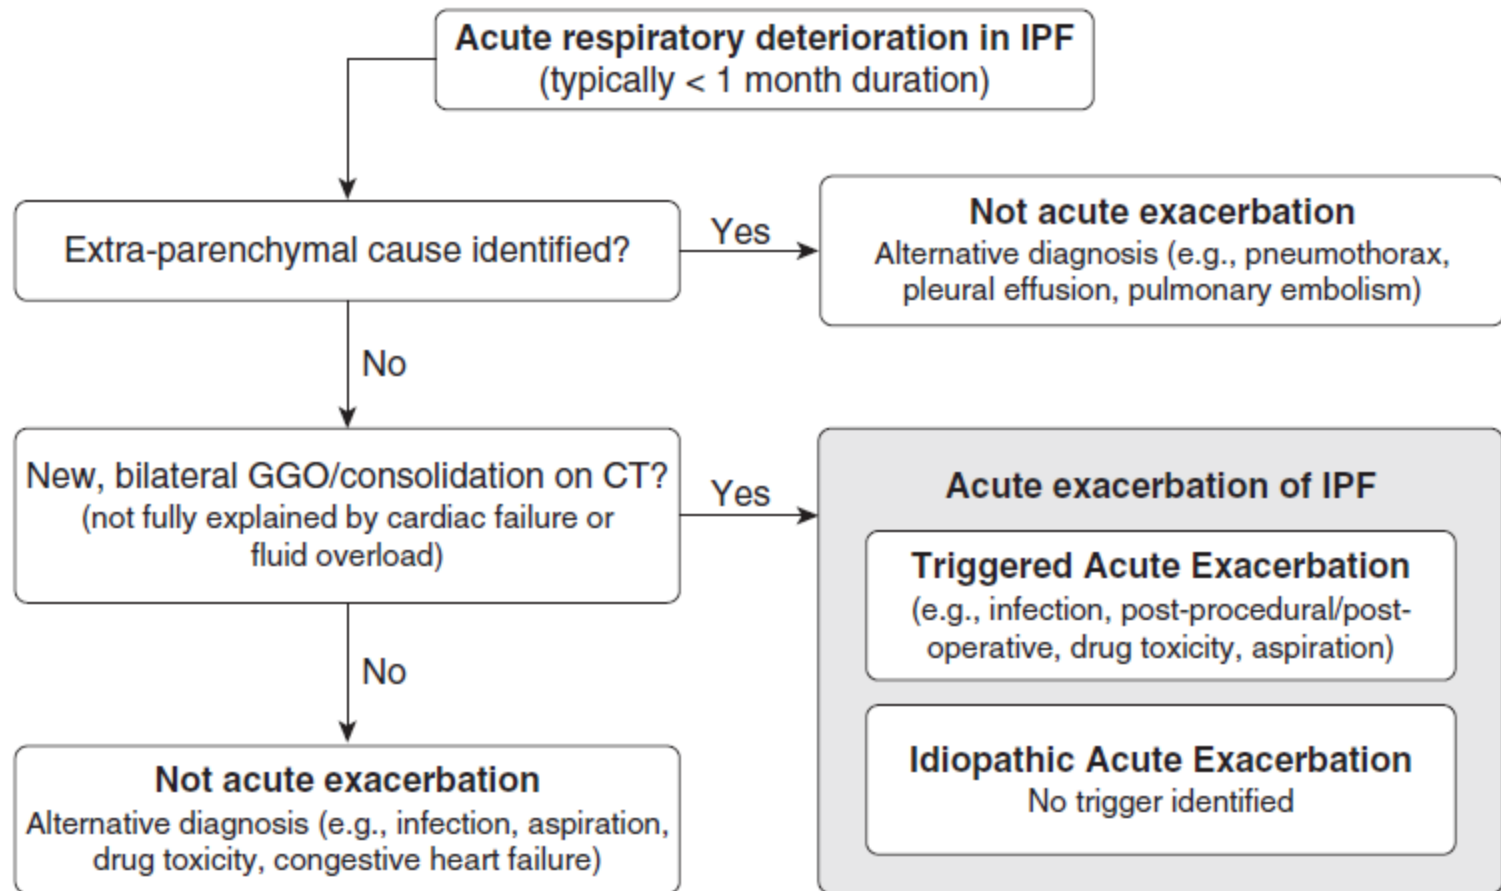 Acute respiratory deterioration in IPF
(typically < 1 month duration)
Extra-parenchymal cause identified?
Yes
Not acute exacerbation
Alternative diagnosis (e.g., pneumothorax,
pleural effusion, pulmonary embolism)
No
New, bilateral GGO/consolidation on CT?
(not fully explained by cardiac failure or
fluid overload)
Yes
Acute exacerbation of IPF
Triggered Acute Exacerbation
(e.g., infection, post-procedural/post-
operative, drug toxicity, aspiration)
Idiopathic Acute Exacerbation
No trigger identified
No
Not acute exacerbation
Alternative diagnosis (e.g., infection, aspiration,
drug toxicity, congestive heart failure)